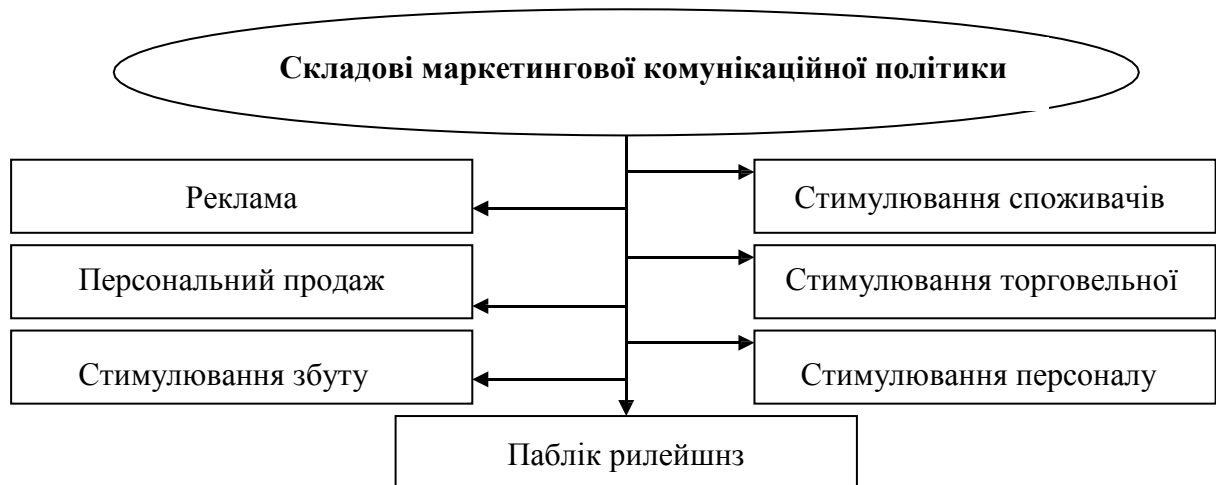 Складові маркетингової комунікаційної політики
Реклама
Стимулювання споживачів
Персональний продаж
Стимулювання торговельної
Стимулювання збуту
Стимулювання персоналу
Паблік рилейшнз